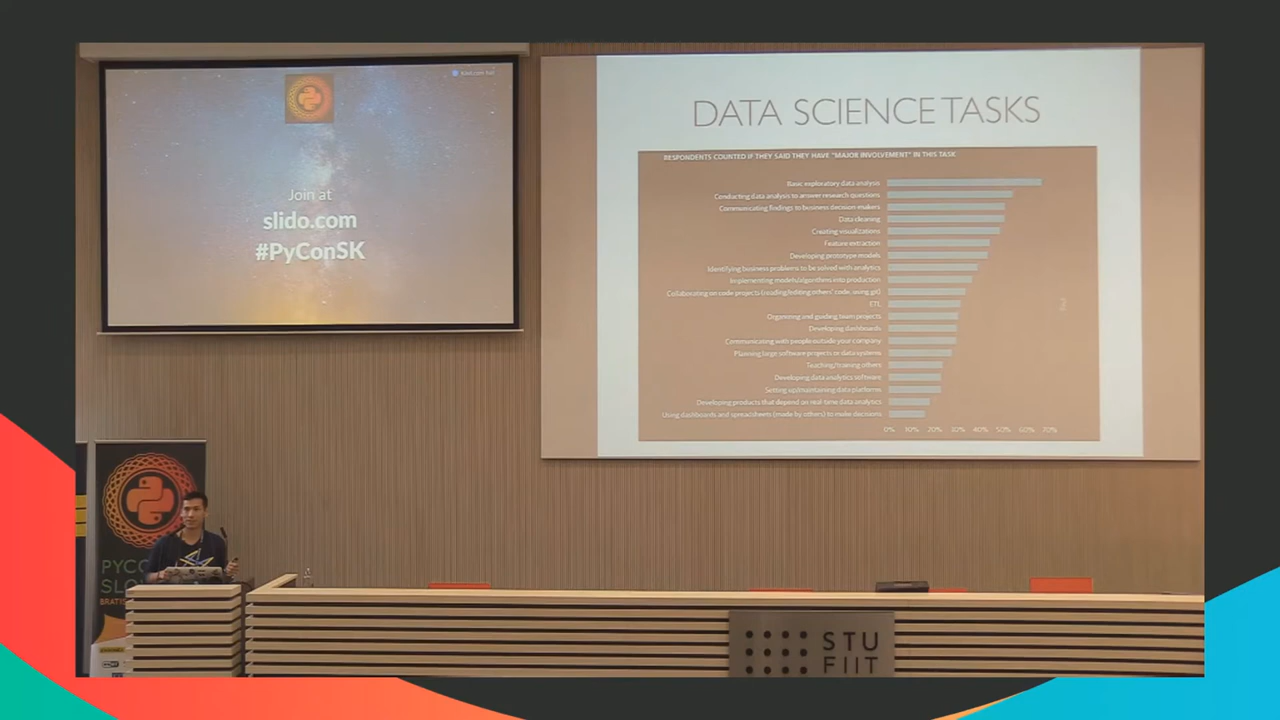 Join at
slido.com
#PyConSK
DATA SCIENCE TASKS
RESPONDENTS COUNTED IF THEY SAID THEY HAVE "MAJOR INVOLVEMENT" IN THIS TASK
Basic exploratory data analysis
Conducting data analysis to answer research questions
Communicating findings to business decision makers
Data cleaning
Creating visualizations
Feature extraction
Developing prototype models
Identifying business problems to be solved with analytics
Implementing models/algorithms into production
Collaborating on code projects (reading/editing others' code, using git)
ETL
Organizing and guiding team projects
Developing dashboards
Communicating with people outside your company
Planning large software projects or data systems
Teaching/training others
Developing data analytics software
Setting up/maintaining data platforms
Developing products that depend on real-time data analytics
Using dashboards and spreadsheets (made by others) to make decisions
0% 10% 20% 30% 40% 50% 60% 70%
PYCO
SLO
BRATIS
STU
FIIT